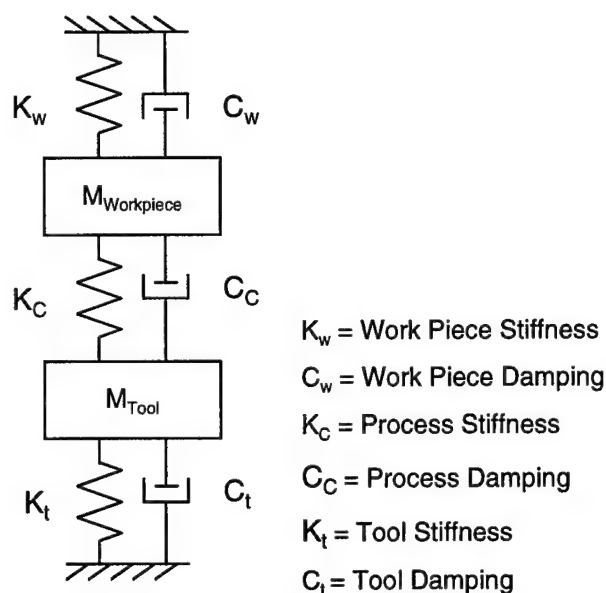 K_w
C_w
M_Workpiece
K_C
C_C
M_Tool
K_t
C_t
K_w = Work Piece Stiffness
C_w = Work Piece Damping
K_C = Process Stiffness
C_C = Process Damping
K_t = Tool Stiffness
C_t = Tool Damping